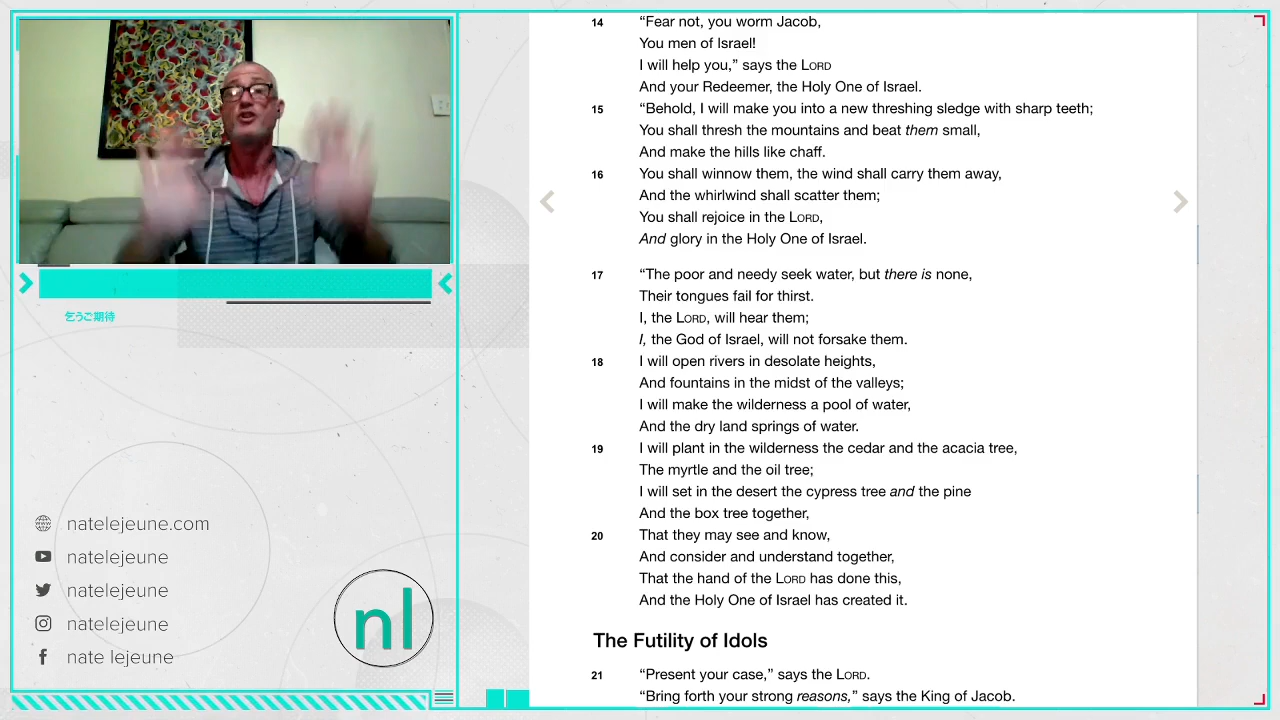 乞うご期待
www
natelejeune.com
natelejeune
natelejeune
natelejeune
nate lejeune
nl
14 “Fear not, you worm Jacob,
You men of Israel!
I will help you,” says the LORD
And your Redeemer, the Holy One of Israel.
15 “Behold, I will make you into a new threshing sledge with sharp teeth;
You shall thresh the mountains and beat them small,
And make the hills like chaff.
16 You shall winnow them, the wind shall carry them away,
And the whirlwind shall scatter them;
You shall rejoice in the LORD,
And glory in the Holy One of Israel.
17 “The poor and needy seek water, but there is none,
Their tongues fail for thirst.
I, the LORD, will hear them;
I, the God of Israel, will not forsake them.
18 I will open rivers in desolate heights,
And fountains in the midst of the valleys;
I will make the wilderness a pool of water,
And the dry land springs of water.
19 I will plant in the wilderness the cedar and the acacia tree,
The myrtle and the oil tree;
I will set in the desert the cypress tree and the pine
And the box tree together,
20 That they may see and know,
And consider and understand together,
That the hand of the LORD has done this,
And the Holy One of Israel has created it.
The Futility of Idols
21 “Present your case,” says the LORD.
“Bring forth your strong reasons,” says the King of Jacob.